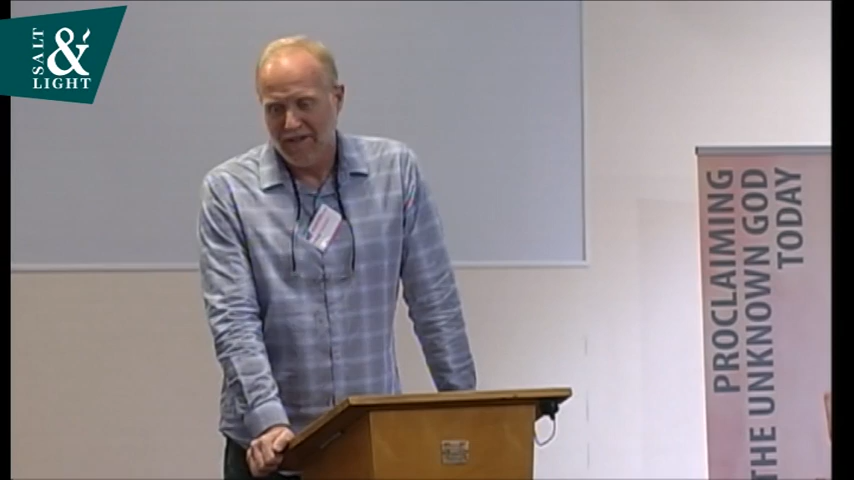 SALT
&
LIGHT
PROCLAIMING
THE UNKNOWN GOD
TODAY